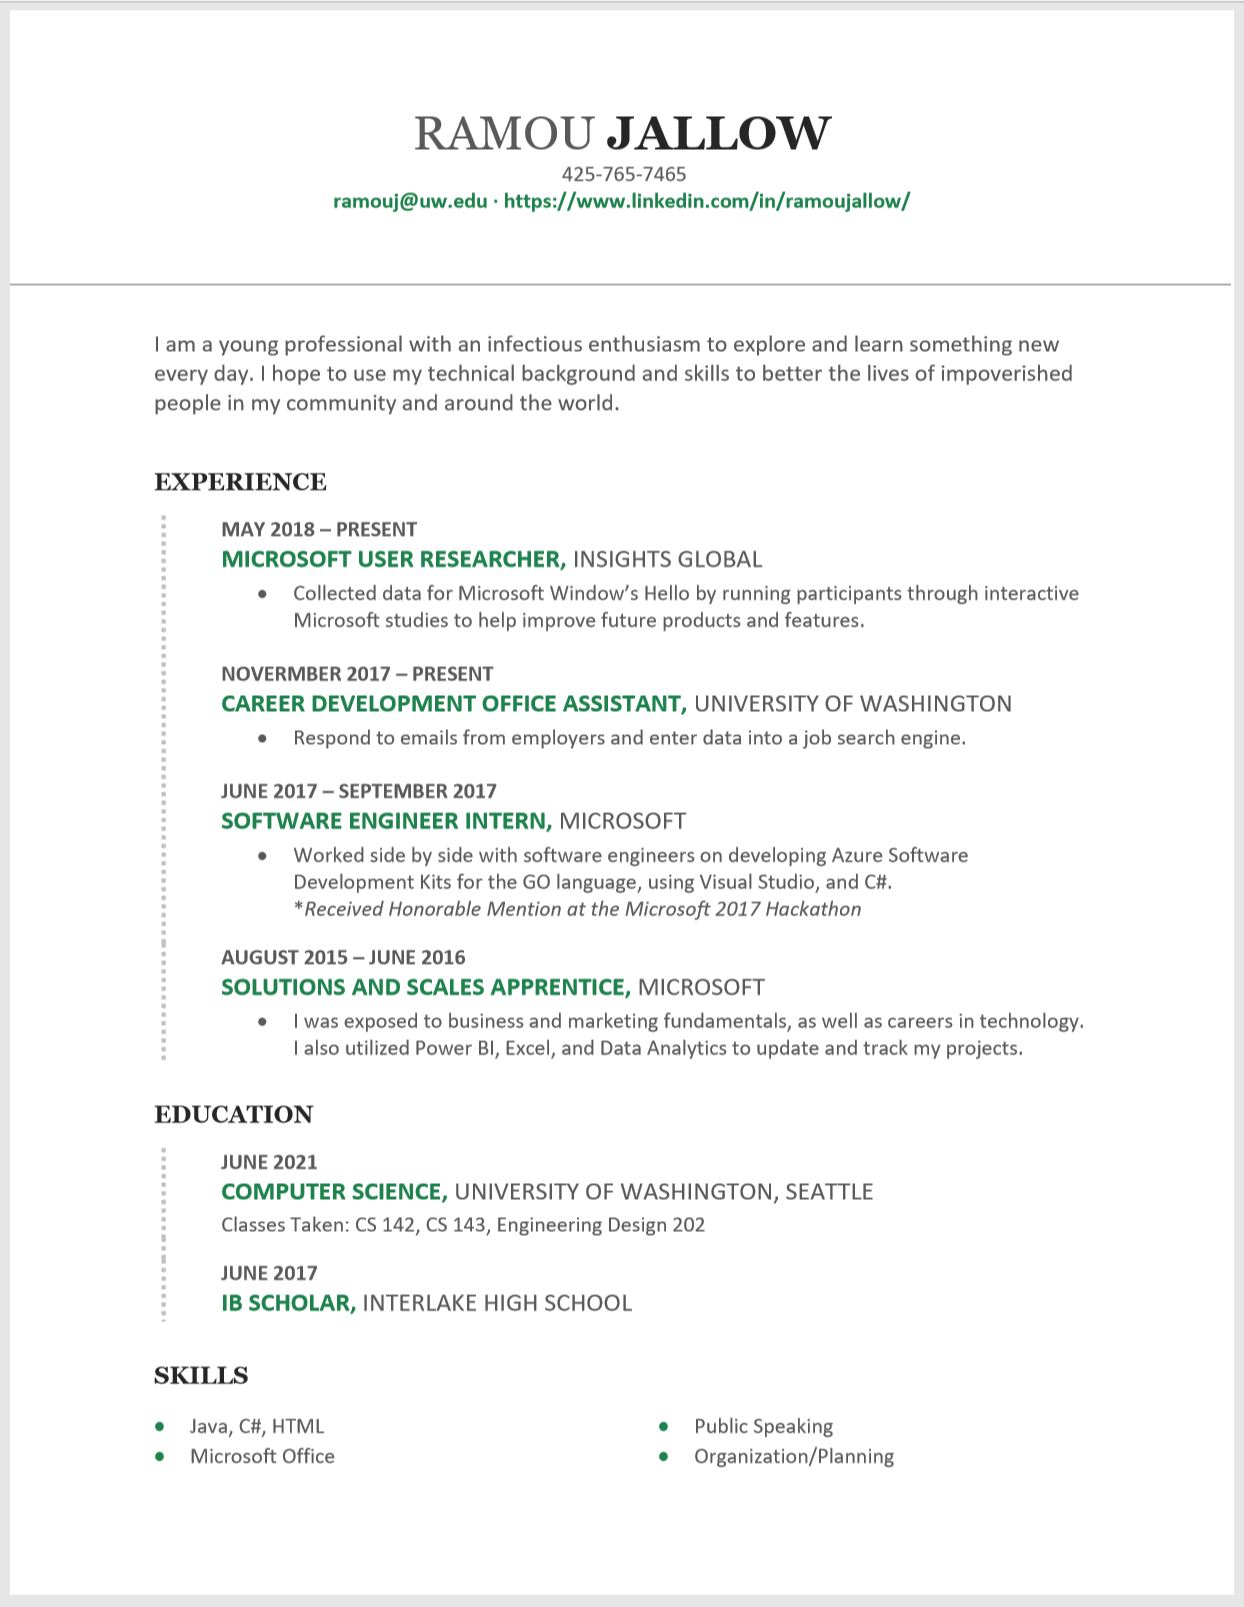 RAMOU JALLOW
425-765-7465
ramouj@uw.edu · https://www.linkedin.com/in/ramoujallow/
I am a young professional with an infectious enthusiasm to explore and learn something new
every day. I hope to use my technical background and skills to better the lives of impoverished
people in my community and around the world.
EXPERIENCE
MAY 2018 – PRESENT
MICROSOFT USER RESEARCHER, INSIGHTS GLOBAL
• Collected data for Microsoft Window’s Hello by running participants through interactive
Microsoft studies to help improve future products and features.
NOVERMBER 2017 – PRESENT
CAREER DEVELOPMENT OFFICE ASSISTANT, UNIVERSITY OF WASHINGTON
• Respond to emails from employers and enter data into a job search engine.
JUNE 2017 – SEPTEMBER 2017
SOFTWARE ENGINEER INTERN, MICROSOFT
• Worked side by side with software engineers on developing Azure Software
Development Kits for the GO language, using Visual Studio, and C#.
*Received Honorable Mention at the Microsoft 2017 Hackathon
AUGUST 2015 – JUNE 2016
SOLUTIONS AND SCALES APPRENTICE, MICROSOFT
• I was exposed to business and marketing fundamentals, as well as careers in technology.
I also utilized Power BI, Excel, and Data Analytics to update and track my projects.
EDUCATION
JUNE 2021
COMPUTER SCIENCE, UNIVERSITY OF WASHINGTON, SEATTLE
Classes Taken: CS 142, CS 143, Engineering Design 202
JUNE 2017
IB SCHOLAR, INTERLAKE HIGH SCHOOL
SKILLS
• Java, C#, HTML
• Microsoft Office
• Public Speaking
• Organization/Planning